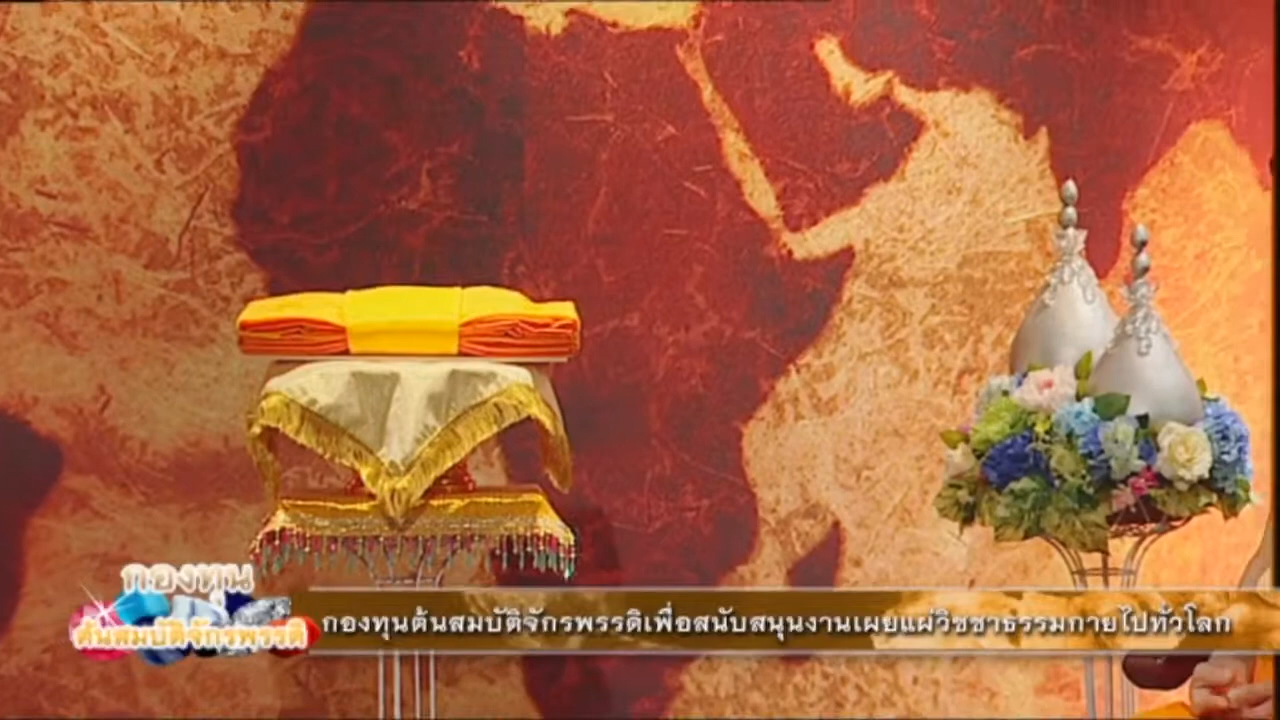 กองทุน
ต้นสมบัติจักรพรรดิ
กองทุนต้นสมบัติจักรพรรดิเพื่อสนับสนุนงานเผยแผ่วิชชาธรรมกายไปทั่วโลก